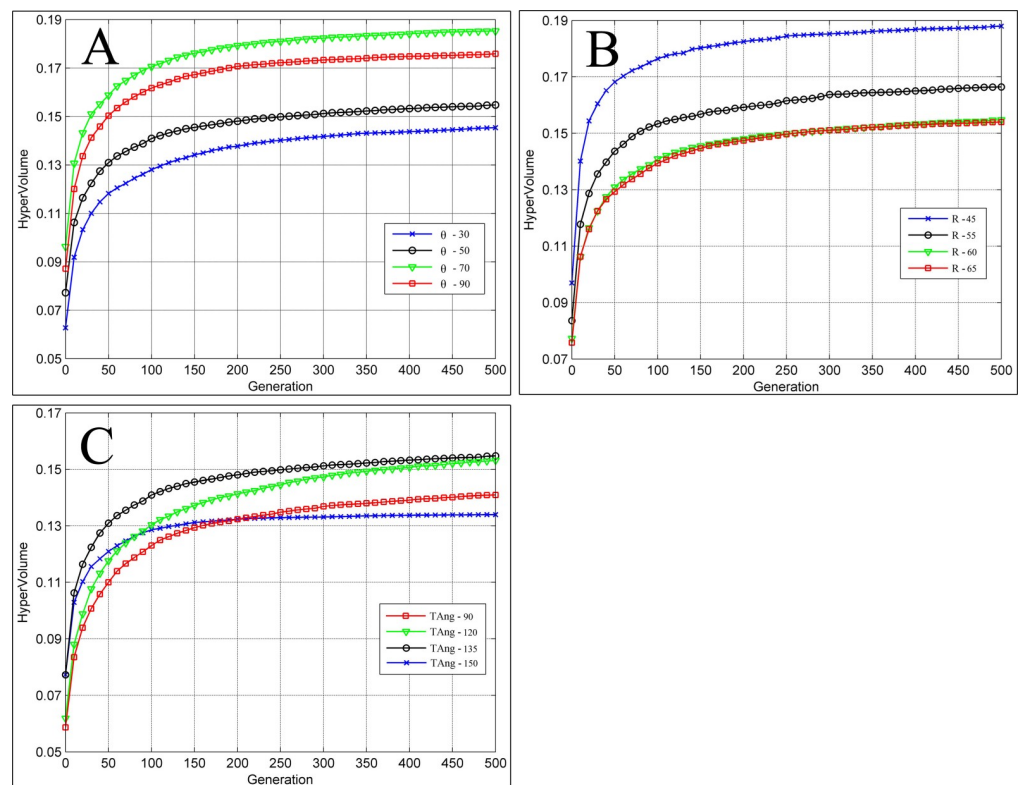 A
0.19
0.17
0.15
0.13
0.11
0.09
0.07
0.05
HyperVolume
0 50 100 150 200 250 300 350 400 450 500
Generation
θ - 30
θ - 50
θ - 70
θ - 90
B
0.19
0.17
0.15
0.13
0.11
0.09
0.07
HyperVolume
0 50 100 150 200 250 300 350 400 450 500
Generation
R - 45
R - 55
R - 60
R - 65
C
0.17
0.15
0.13
0.11
0.09
0.07
0.05
HyperVolume
0 50 100 150 200 250 300 350 400 450 500
Generation
TAng - 90
TAng - 120
TAng - 135
TAng - 150